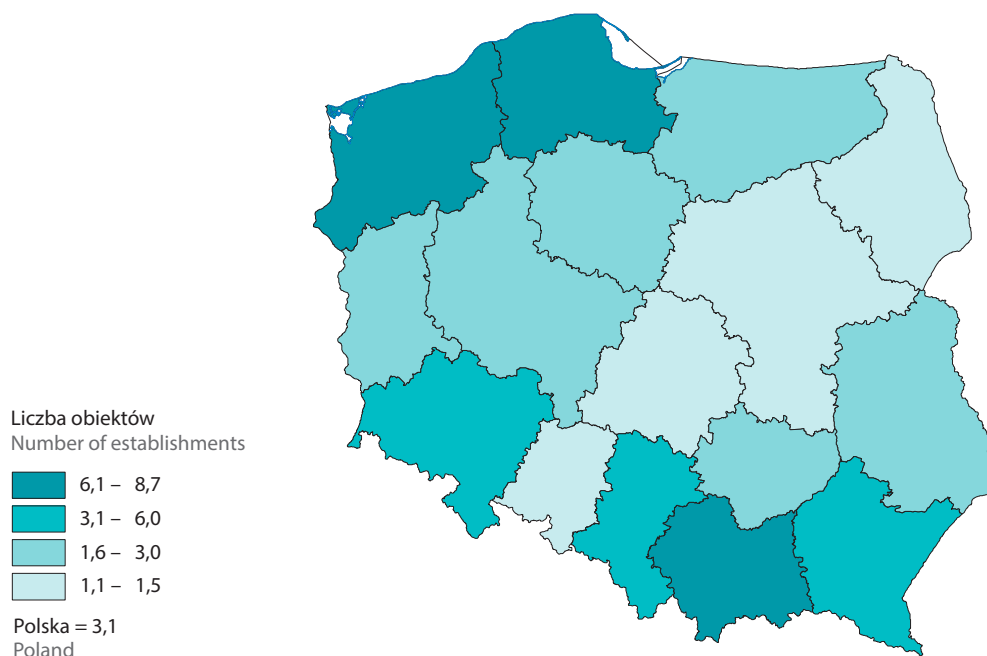 Liczba obiektów
Number of establishments
6,1 – 8,7
3,1 – 6,0
1,6 – 3,0
1,1 – 1,5
Polska = 3,1
Poland